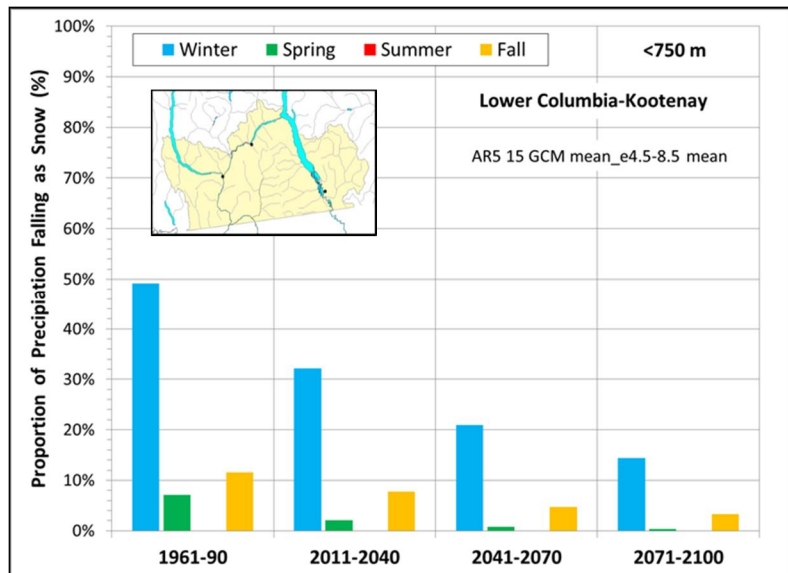 100%
90%
80%
70%
60%
50%
40%
30%
20%
10%
0%
Proportion of Precipiation Falling as Snow (%)
Winter Spring Summer Fall
<750 m
Lower Columbia-Kootenay
AR5 15 GCM mean_e4.5-8.5 mean
1961-90 2011-2040 2041-2070 2071-2100